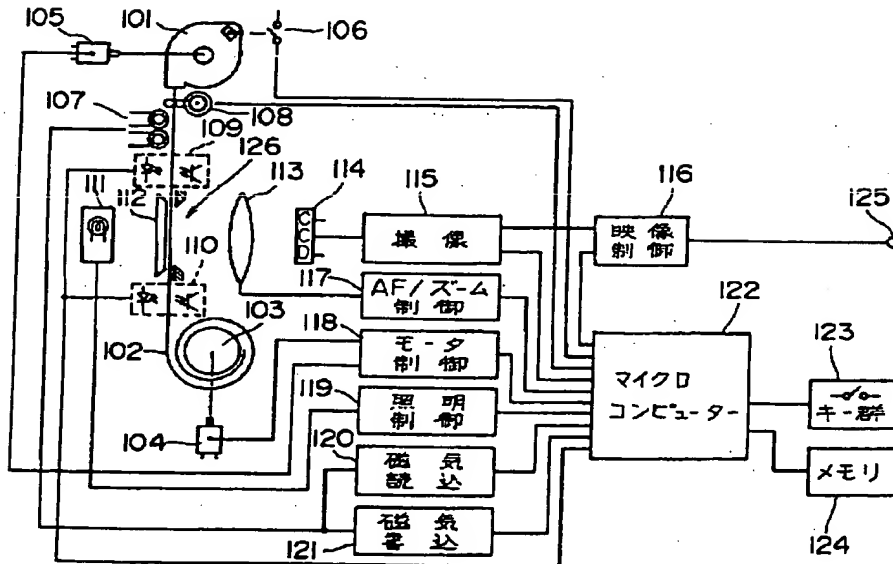 105
101
106
107
108
109
126
111
112
113
114
115
116
125
CCD
撮像
映像
制御
110
117
AF/ズーム
制御
122
103
118
102
モータ
制御
マイクロ
コンピューター
123
キー群
119
照明
制御
104
120
磁気
読込
メモリ
124
磁気
書込
121